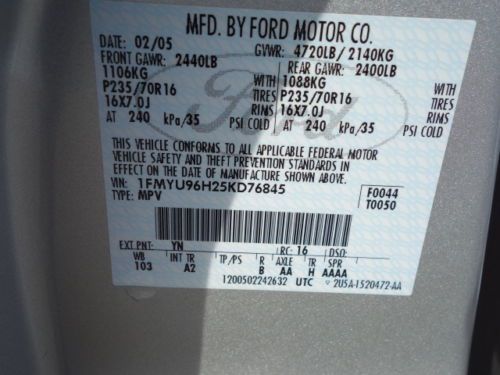 MFD. BY FORD MOTOR CO.
DATE: 02/05 GVWR: 4720LB/ 2140KG
FRONT GAWR: 2440LB REAR GAWR: 2400LB
1106KG 1088KG
P235/70R16 TIRES P235/70R16 TIRES
16X7.0J RIMS 16X7.0J RIMS
AT 240 kPa/35 PSI COLD AT 240 kPa/35 PSI COLD
THIS VEHICLE CONFORMS TO ALL APPLICABLE FEDERAL MOTOR
VEHICLE SAFETY AND THEFT PREVENTION STANDARDS IN
EFFECT ON THE DATE OF MANUFACTURE SHOWN ABOVE.
VIN: 1FMYU96H25KD76845 F0044
TYPE: MPV T0050
EXT PNT: YN RC: 16 DSO:
WB INT TR TP/PS R AXLE TR SPR
103 A2 B AA H AAAA
1200502242632 UTC 2U5A-1520472-AA
Ford